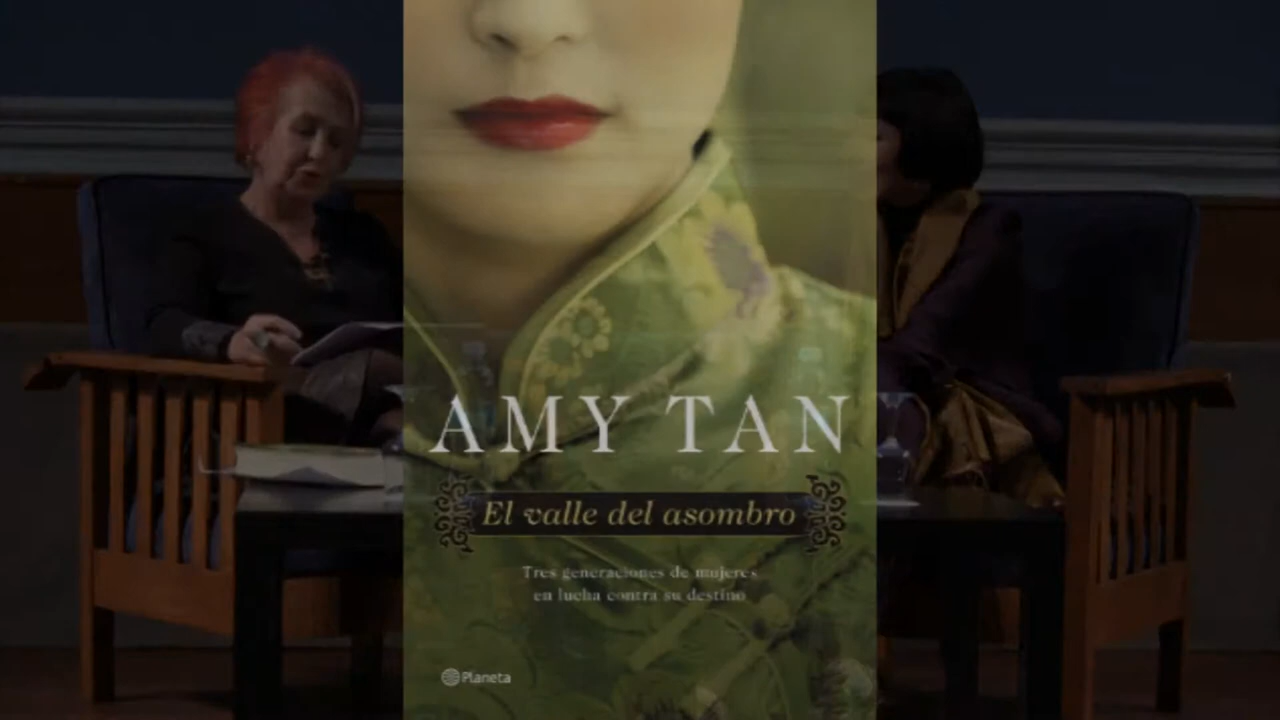 AMY TAN
El valle del asombro
Tres generaciones de mujeres
en lucha contra su destino
Planeta